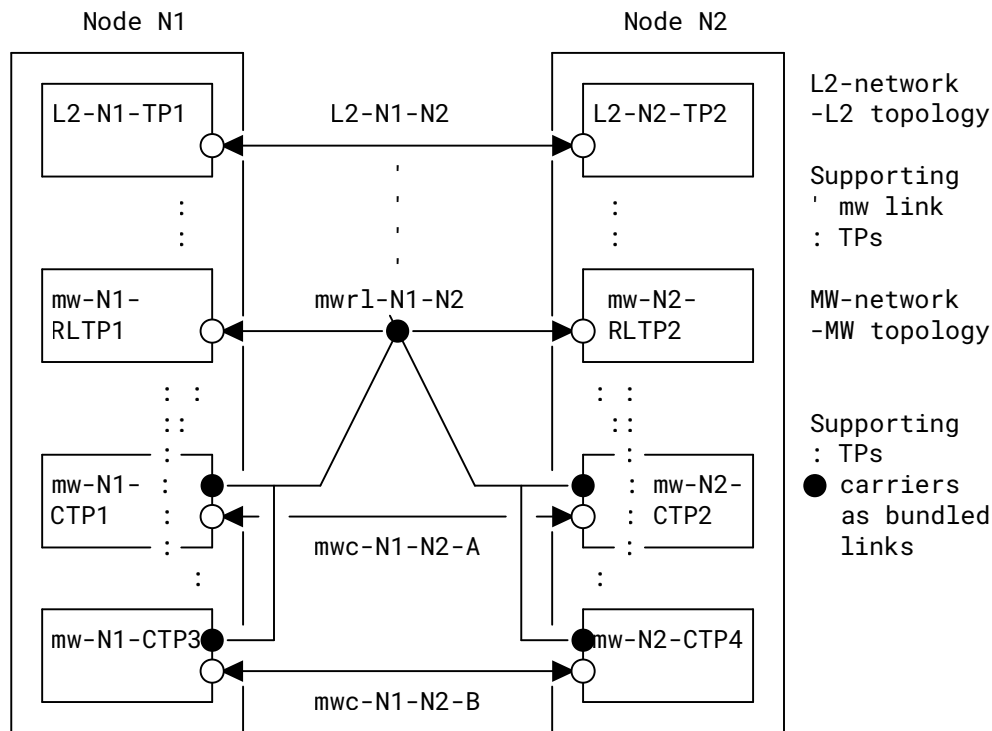 Node N1
Node N2
L2-N1-TP1
L2-N1-N2
L2-N2-TP2
L2-network
-L2 topology
Supporting
' mw link
: TPs
mw-N1-
RLTP1
mwrl-N1-N2
mw-N2-
RLTP2
MW-network
-MW topology
Supporting
: TPs
carriers
as bundled
links
mw-N1-
CTP1
mw-N2-
CTP2
mwc-N1-N2-A
mw-N1-CTP3
mw-N2-CTP4
mwc-N1-N2-B